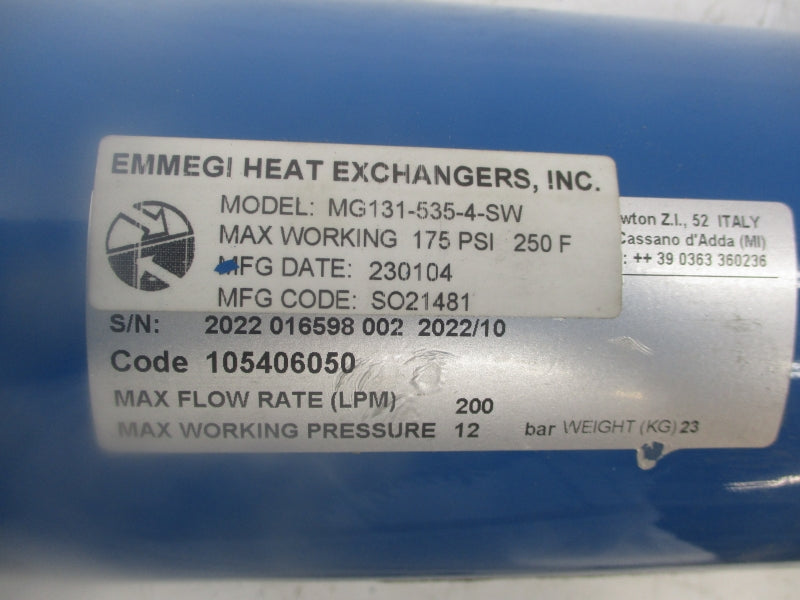 EMMEGI HEAT EXCHANGERS, INC.
MODEL: MG131-535-4-SW
MAX WORKING 175 PSI 250 F
MFG DATE: 230104
MFG CODE: SO21481
Z.I., 52 ITALY
Cassano d'Adda (MI)
: ++ 39 0363 360236
S/N: 2022 016598 002 2022/10
Code 105406050
MAX FLOW RATE (LPM) 200
MAX WORKING PRESSURE 12 bar WEIGHT (KG) 23